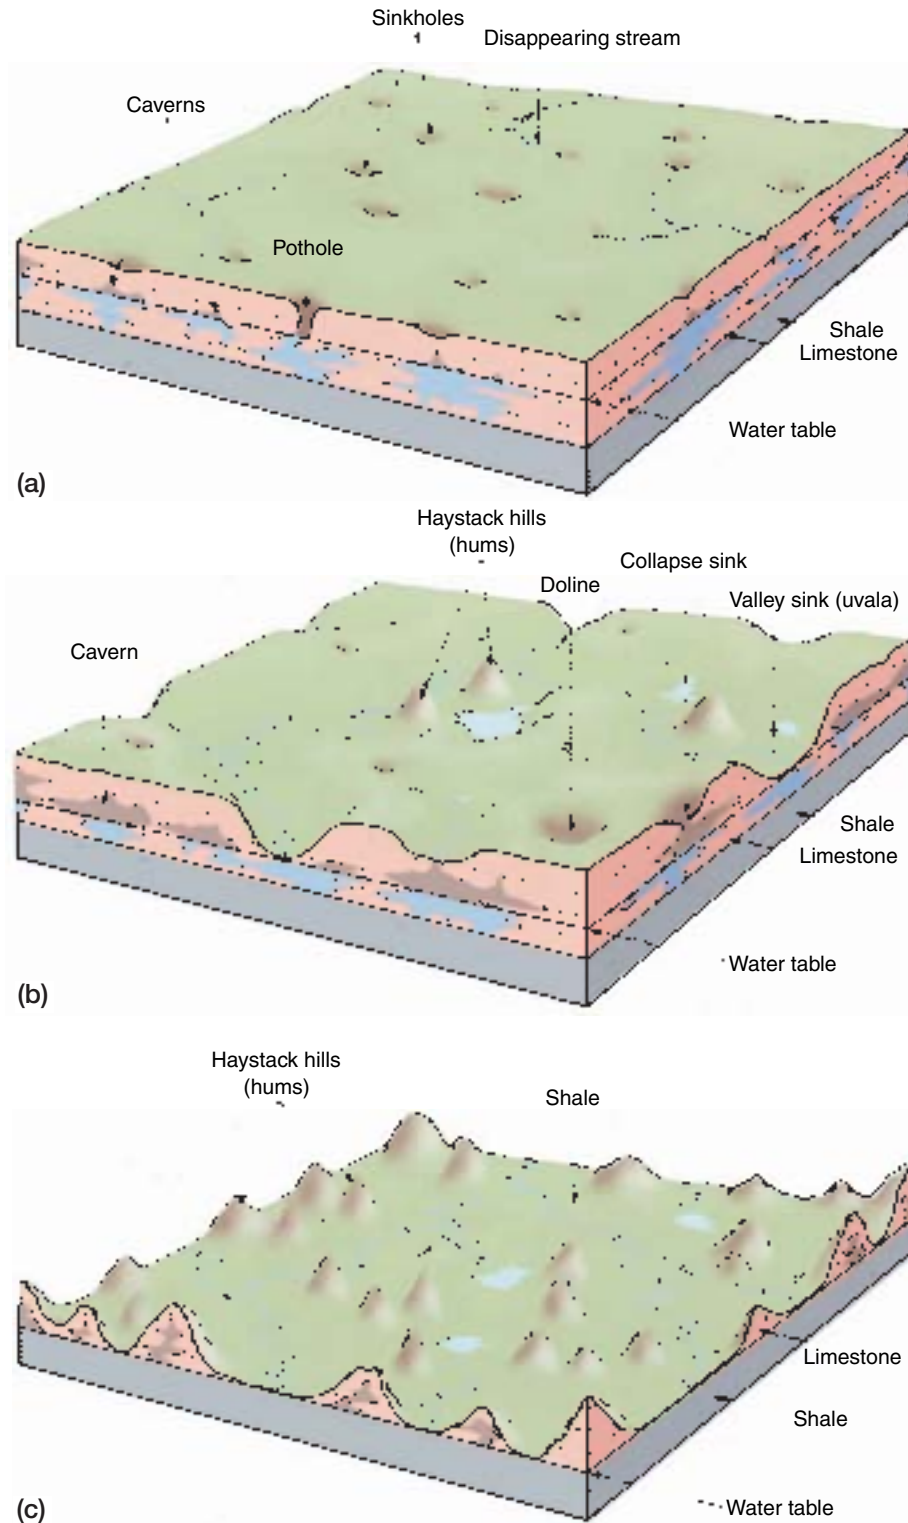 Sinkholes
Disappearing stream
Caverns
Pothole
Shale
Limestone
Water table
(a)
Haystack hills
(hums)
Collapse sink
Doline
Valley sink (uvala)
Cavern
Shale
Limestone
Water table
(b)
Haystack hills
(hums)
Shale
Limestone
Shale
Water table
(c)